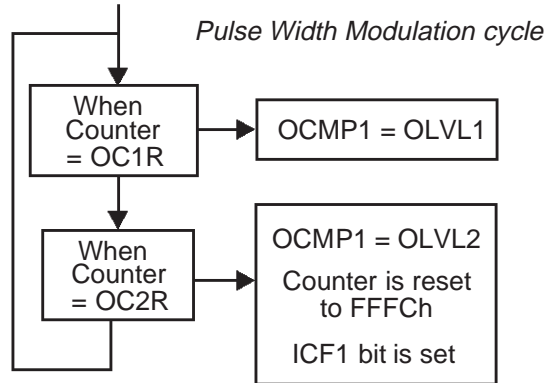 Pulse Width Modulation cycle
When
Counter
= OC1R
OCMP1 = OLVL1
When
Counter
= OC2R
OCMP1 = OLVL2
Counter is reset
to FFFCh
ICF1 bit is set